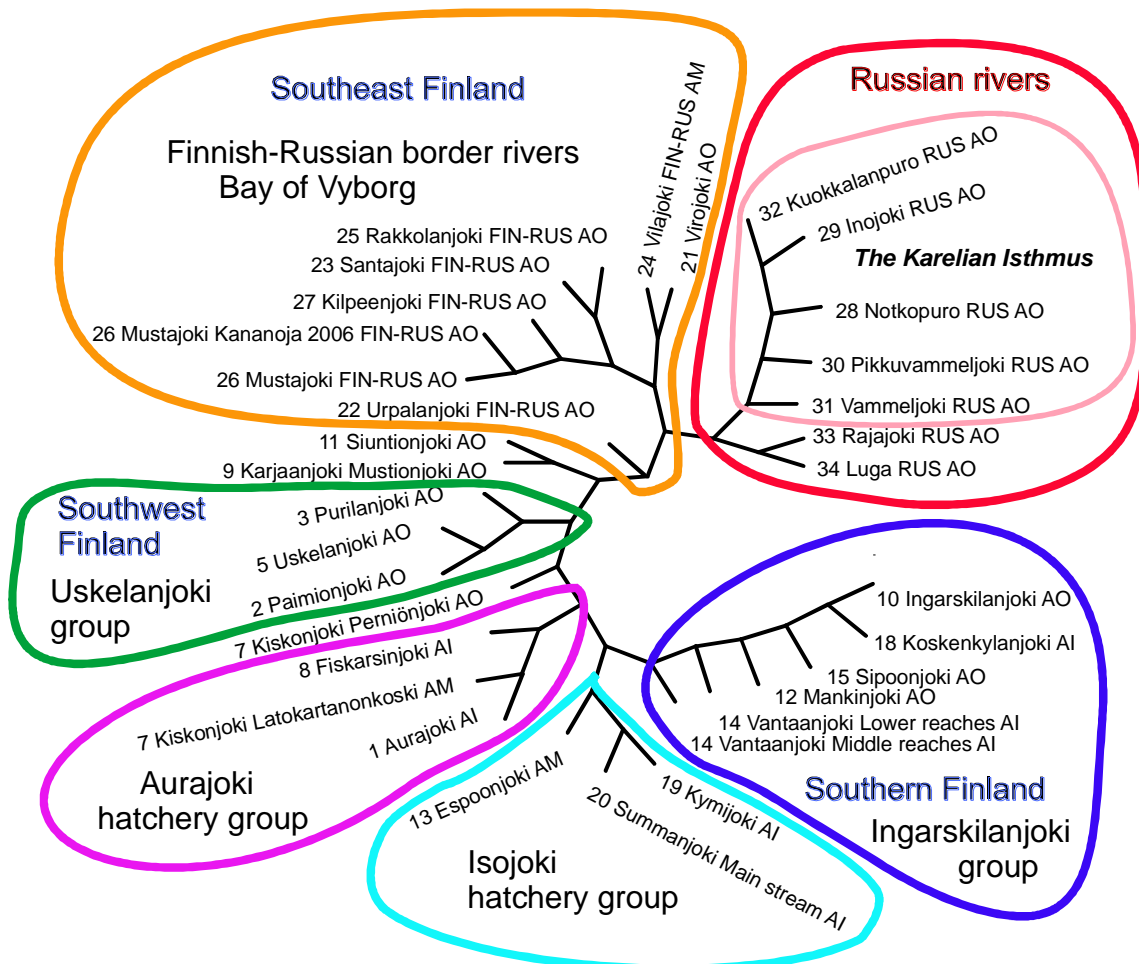 Southeast Finland
Finnish-Russian border rivers
Bay of Vyborg
25 Rakkolanjoki FIN-RUS AO
23 Santajoki FIN-RUS AO
27 Kilpeenjoki FIN-RUS AO
26 Mustajoki Kananoja 2006 FIN-RUS AO
26 Mustajoki FIN-RUS AO
22 Urpalanjoki FIN-RUS AO
24 Vilajoki FIN-RUS AM
21 Virojoki AO
Russian rivers
32 Kuokkalanpuro RUS AO
29 Inojoki RUS AO
The Karelian Isthmus
28 Notkopuro RUS AO
30 Pikkuvammeljoki RUS AO
31 Vammeljoki RUS AO
33 Rajajoki RUS AO
34 Luga RUS AO
11 Siuntionjoki AO
9 Karjaanjoki Mustionjoki AO
Southwest
Finland
Uskelanjoki
group
3 Purilanjoki AO
5 Uskelanjoki AO
2 Paimionjoki AO
7 Kiskonjoki Perniönjoki AO
8 Fiskarsinjoki AI
7 Kiskonjoki Latokartanonkoski AM
1 Aurajoki AI
Aurajoki
hatchery group
13 Espoonjoki AM
20 Summanjoki Main stream AI
19 Kymijoki AI
Isojoki
hatchery group
10 Ingarskilanjoki AO
18 Koskenkylanjoki AI
15 Sipoonjoki AO
12 Mankinjoki AO
14 Vantaanjoki Lower reaches AI
14 Vantaanjoki Middle reaches AI
Southern Finland
Ingarskilanjoki
group